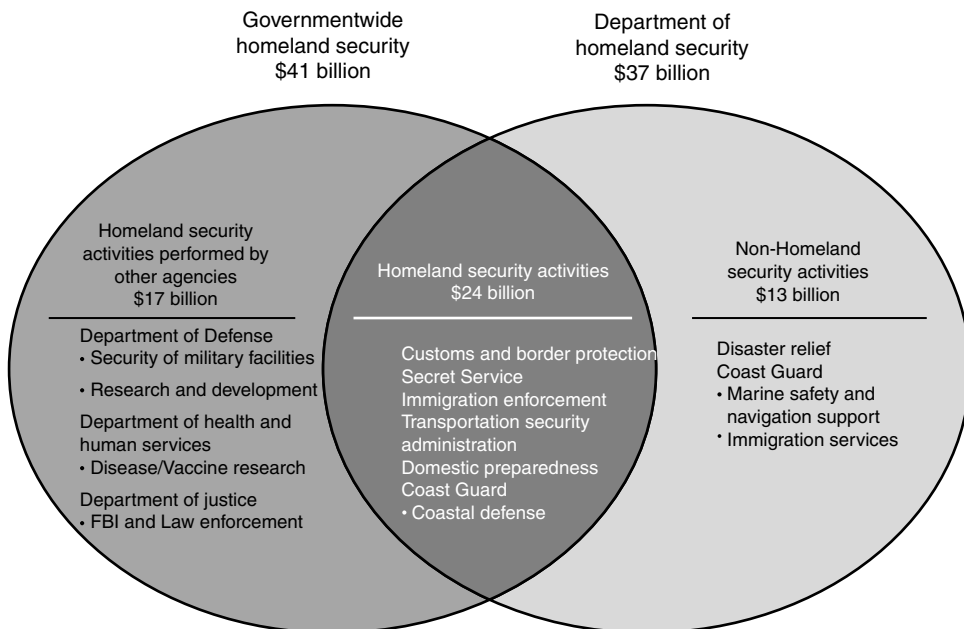 Governmentwide
homeland security
$41 billion
Department of
homeland security
$37 billion
Homeland security
activities performed by
other agencies
$17 billion
Department of Defense
• Security of military facilities
• Research and development
Department of health and
human services
• Disease/Vaccine research
Department of justice
• FBI and Law enforcement
Homeland security activities
$24 billion
Customs and border protection
Secret Service
Immigration enforcement
Transportation security
administration
Domestic preparedness
Coast Guard
• Coastal defense
Non-Homeland
security activities
$13 billion
Disaster relief
Coast Guard
• Marine safety and
navigation support
• Immigration services